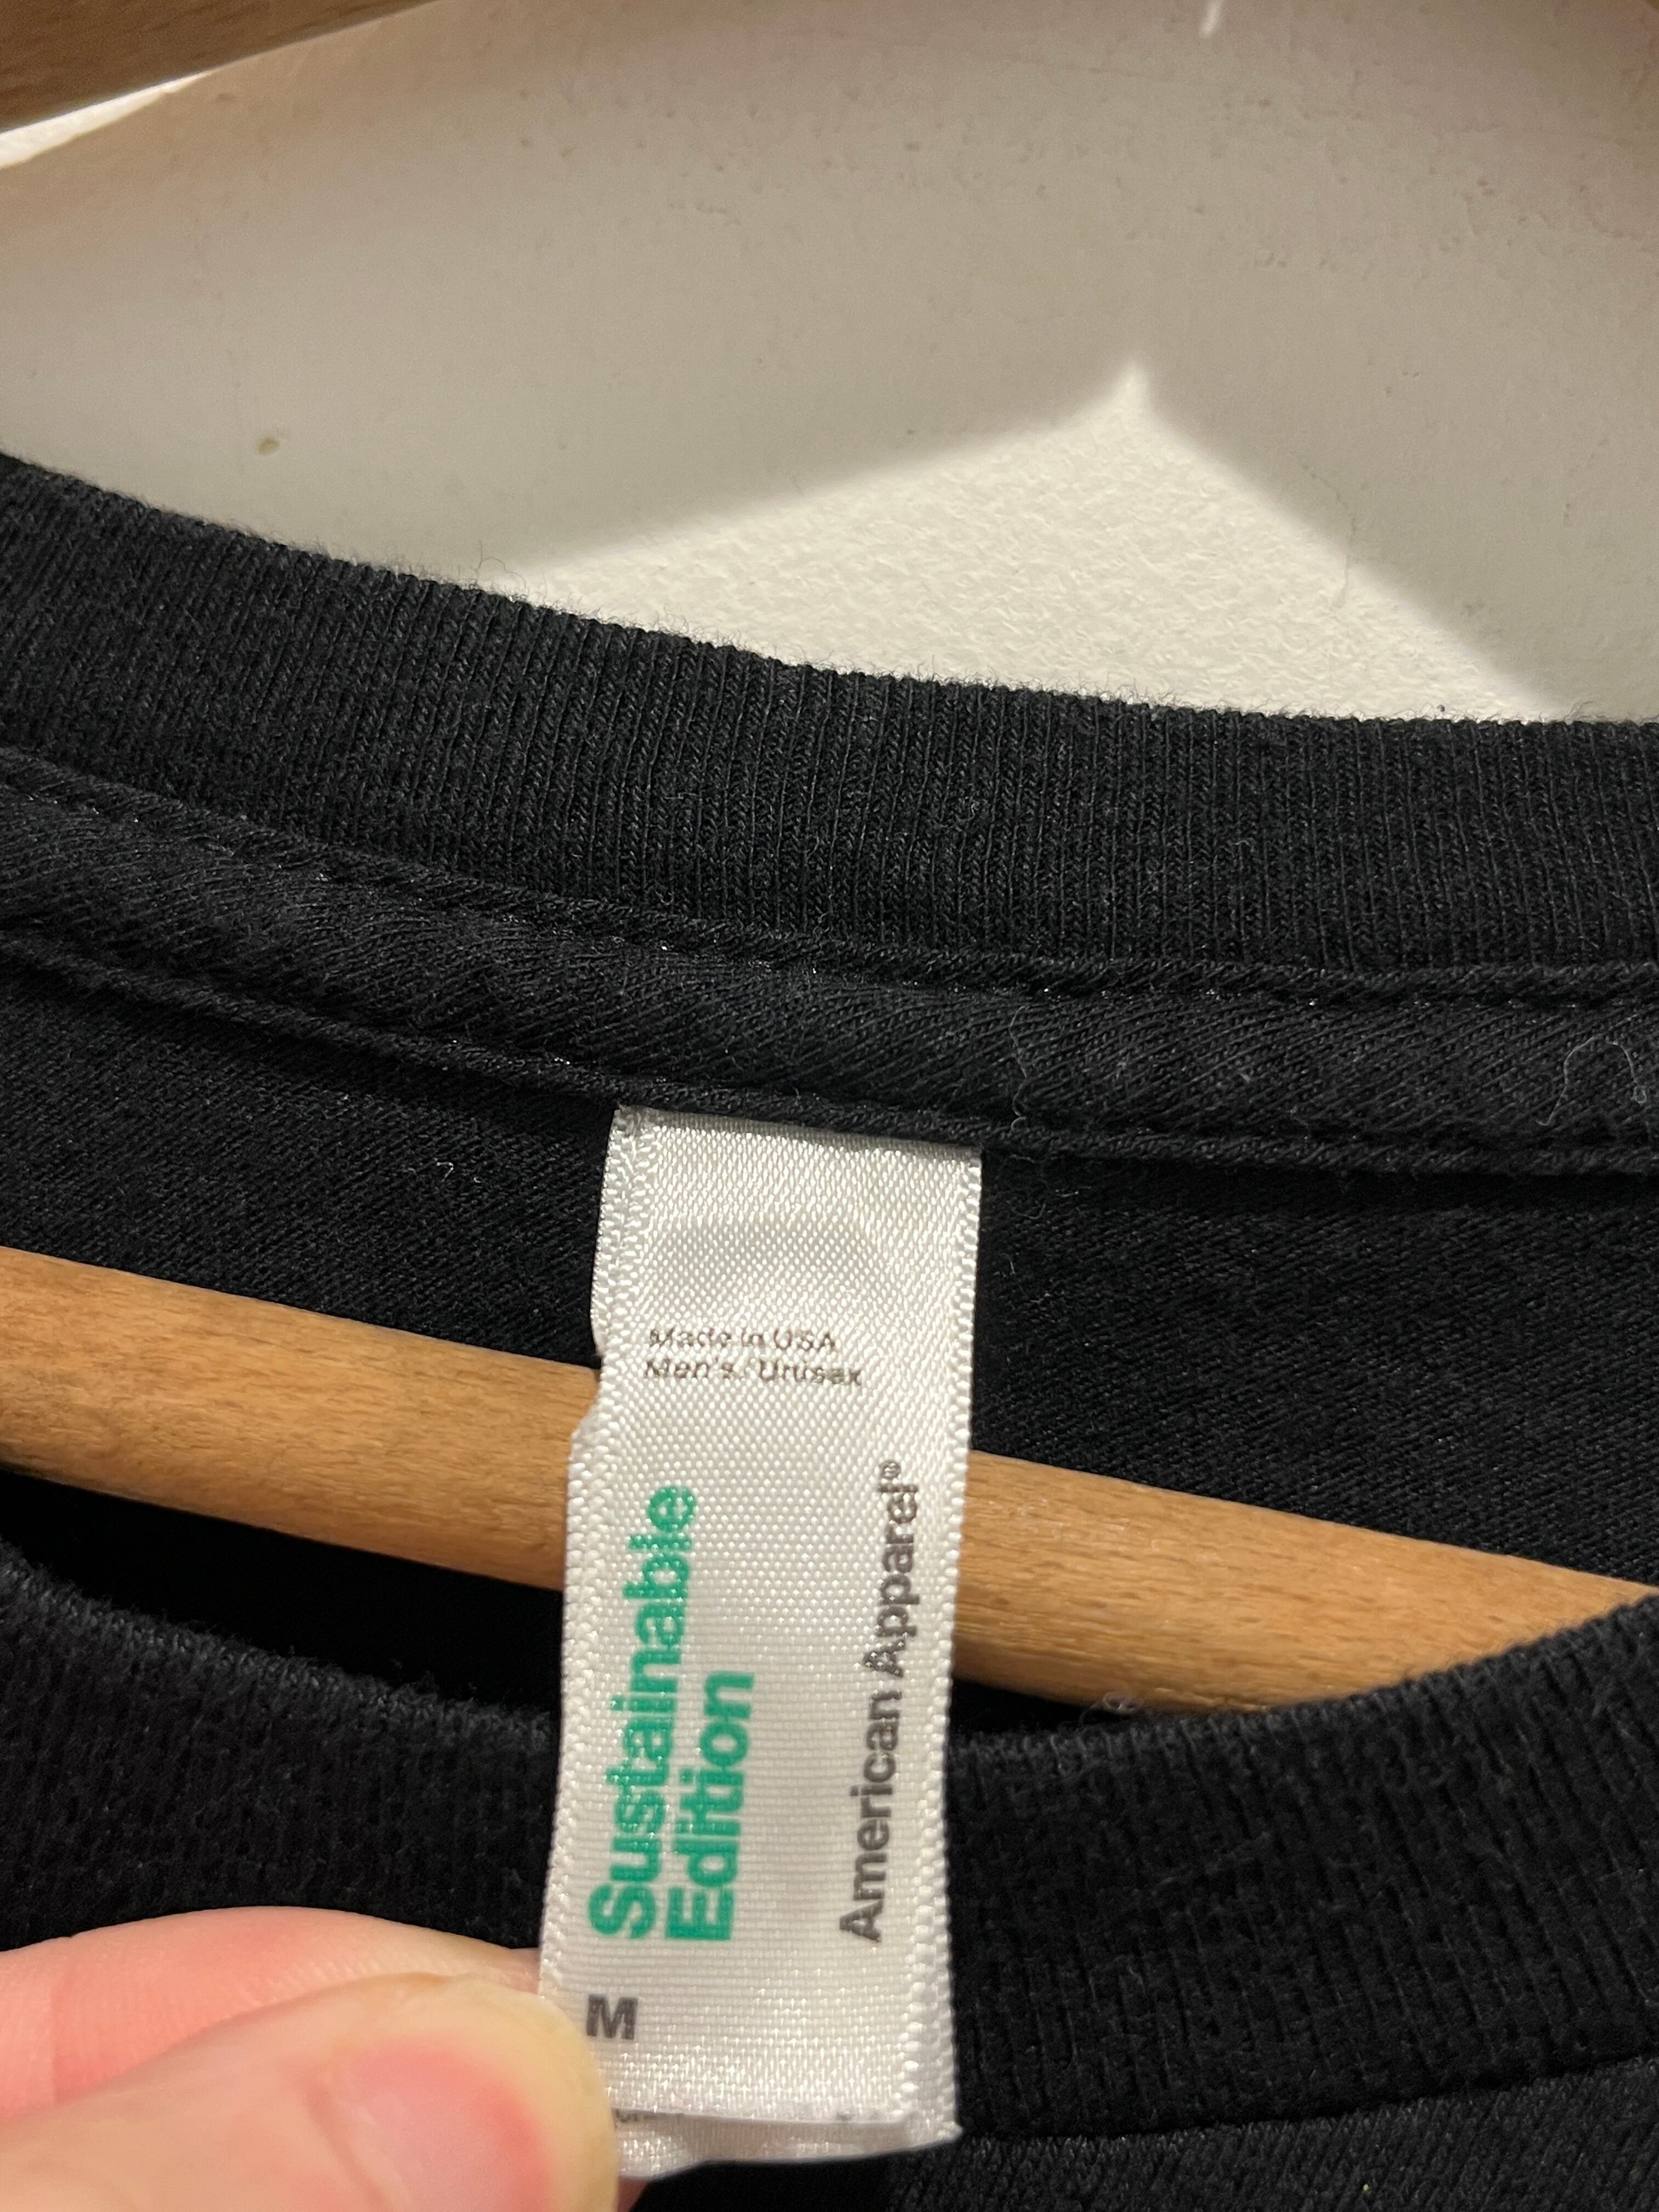 Made in USA
Men's/Unisex
Sustainable
Edition
American Apparel®
M